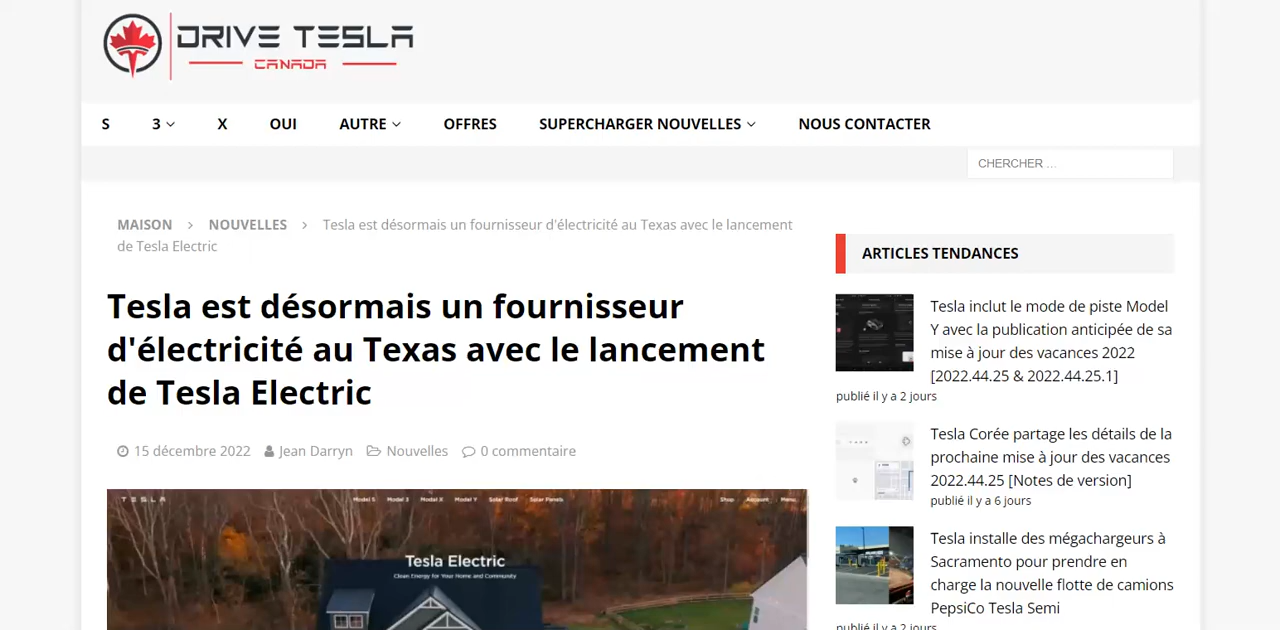 DRIVE TESLA
CANADA
S 3 X OUI AUTRE OFFRES SUPERCHARGER NOUVELLES NOUS CONTACTER
CHERCHER …
MAISON > NOUVELLES > Tesla est désormais un fournisseur d'électricité au Texas avec le lancement
de Tesla Electric
Tesla est désormais un fournisseur
d'électricité au Texas avec le lancement
de Tesla Electric
15 décembre 2022 Jean Darryn Nouvelles 0 commentaire
TESLA Model S Model 3 Model X Model Y Solar Roof Solar Panels Shop Account Menu
Tesla Electric
Clean Energy for Your Home and Community
ARTICLES TENDANCES
Tesla inclut le mode de piste Model
Y avec la publication anticipée de sa
mise à jour des vacances 2022
[2022.44.25 & 2022.44.25.1]
publié il y a 2 jours
Tesla Corée partage les détails de la
prochaine mise à jour des vacances
2022.44.25 [Notes de version]
publié il y a 6 jours
Tesla installe des mégachargeurs à
Sacramento pour prendre en
charge la nouvelle flotte de camions
PepsiCo Tesla Semi
publié il y a 2 jours